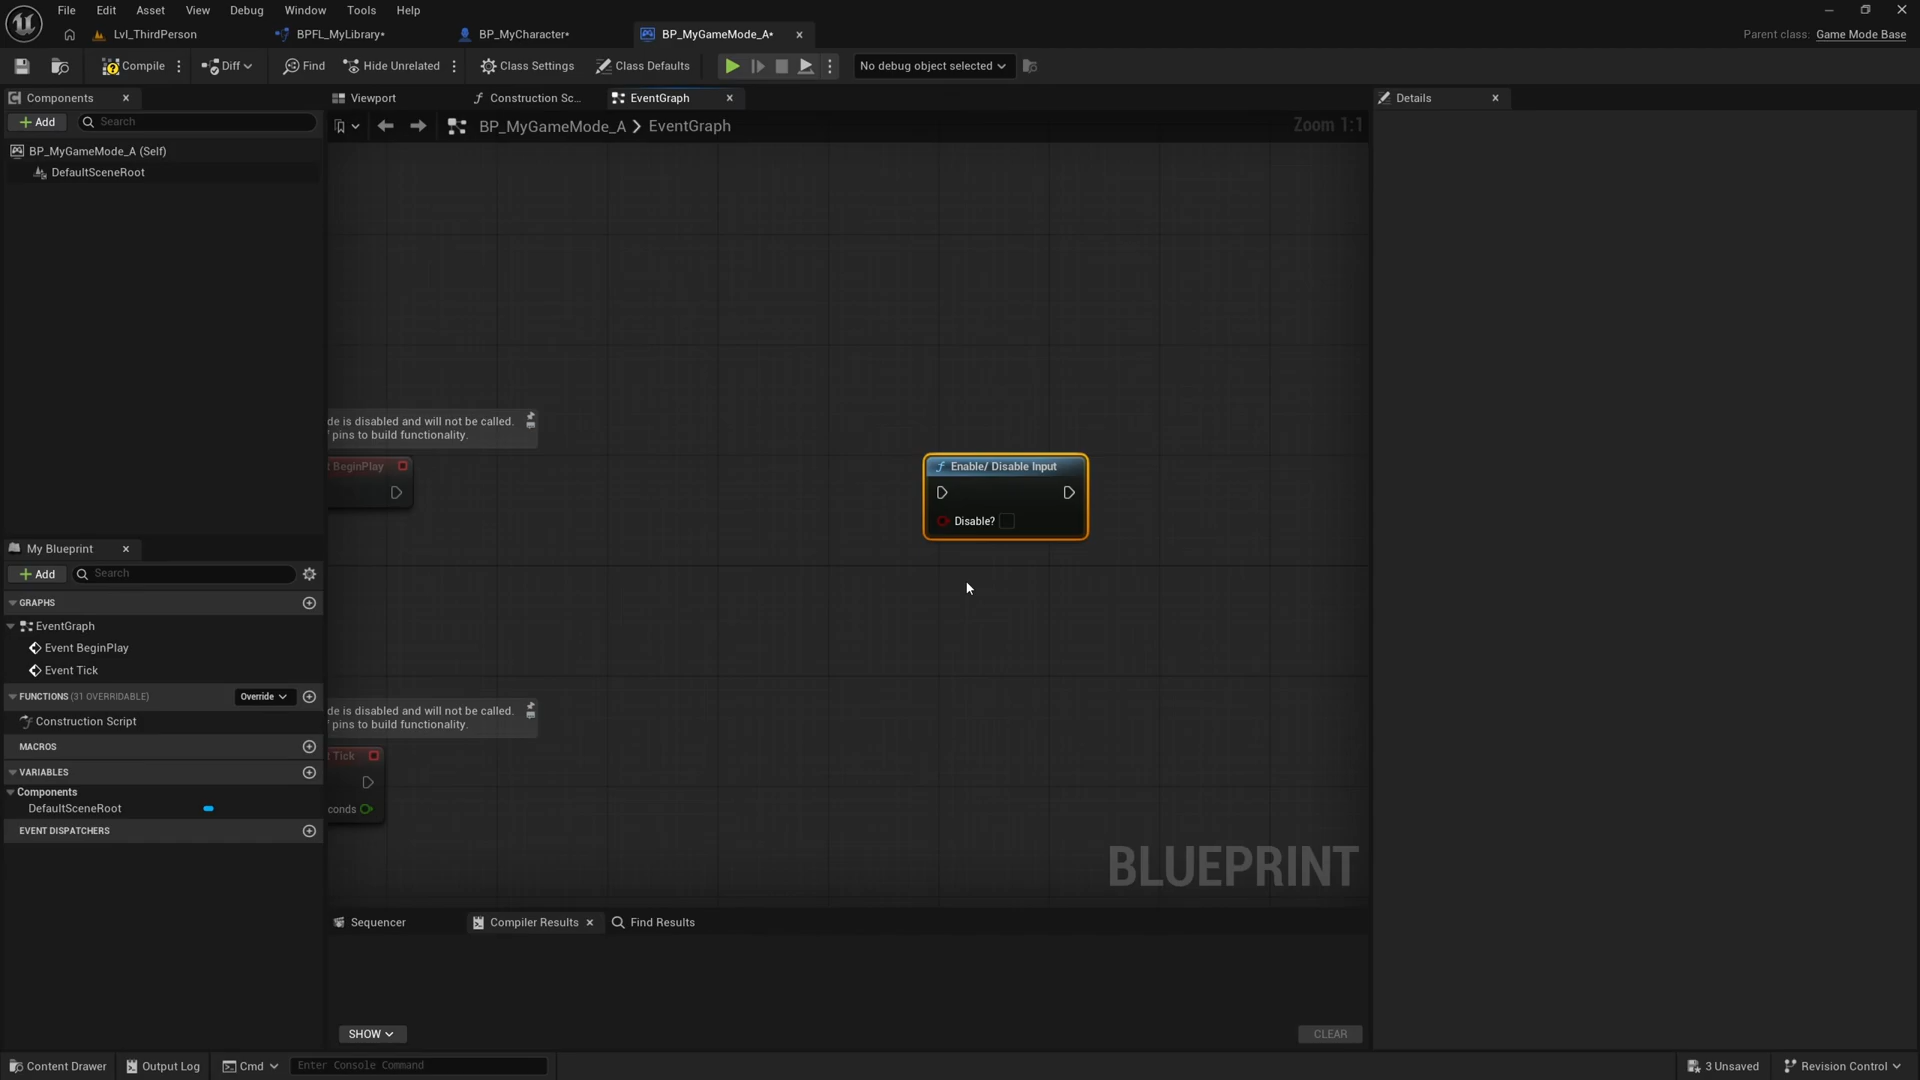 File Edit Asset View Debug Window Tools Help
Lvl_ThirdPerson BPFL_MyLibrary* BP_MyCharacter* BP_MyGameMode_A*
Parent class: Game Mode Base
Compile Diff Find Hide Unrelated Class Settings Class Defaults No debug object selected
Components
Add Search
BP_MyGameMode_A (Self)
DefaultSceneRoot
My Blueprint
Add Search
GRAPHS
EventGraph
Event BeginPlay
Event Tick
FUNCTIONS (31 OVERRIDABLE) Override
Construction Script
MACROS
VARIABLES
Components
DefaultSceneRoot
EVENT DISPATCHERS
Viewport Construction Sc... EventGraph
BP_MyGameMode_A > EventGraph
Zoom 1:1
de is disabled and will not be called.
f pins to build functionality.
t BeginPlay
Enable/ Disable Input
Disable?
de is disabled and will not be called.
f pins to build functionality.
t Tick
conds
BLUEPRINT
Sequencer Compiler Results Find Results
SHOW
CLEAR
Details
Content Drawer Output Log Cmd Enter Console Command
3 Unsaved Revision Control